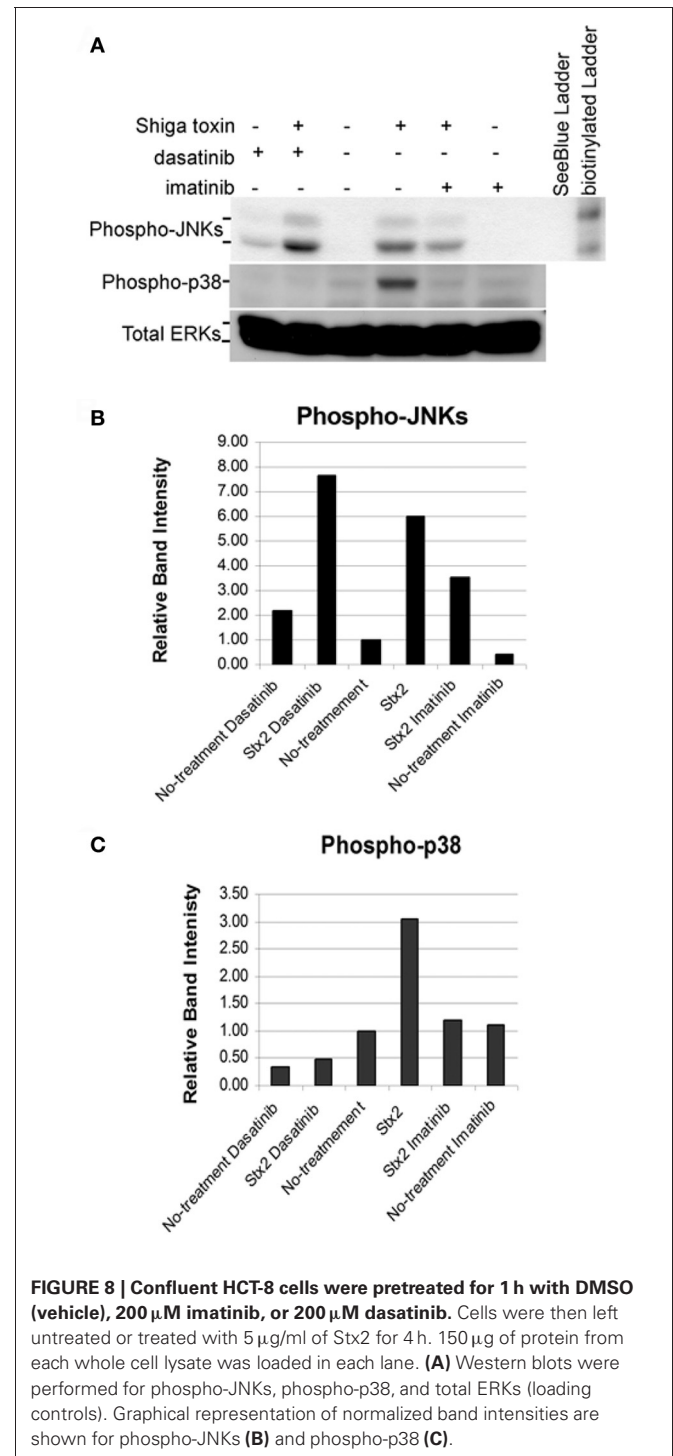 A
SeeBlue Ladder
biotinylated Ladder
Shiga toxin - + - + + -
dasatinib + + - - - -
imatinib - - - - + +
Phospho-JNKs
Phospho-p38
Total ERKs
B
Phospho-JNKs
Relative Band Intensity
9.00
8.00
7.00
6.00
5.00
4.00
3.00
2.00
1.00
0.00
No-treatment Dasatinib
Stx2 Dasatinib
No-treatmement
Stx2
Stx2 Imatinib
No-treatment Imatinib
C
Phospho-p38
Relative Band Intenisty
3.50
3.00
2.50
2.00
1.50
1.00
0.50
0.00
No-treatment Dasatinib
Stx2 Dasatinib
No-treatmement
Stx2
Stx2 Imatinib
No-treatment Imatinib
FIGURE 8 | Confluent HCT-8 cells were pretreated for 1 h with DMSO
(vehicle), 200 μM imatinib, or 200 μM dasatinib. Cells were then left
untreated or treated with 5 μg/ml of Stx2 for 4 h. 150 μg of protein from
each whole cell lysate was loaded in each lane. (A) Western blots were
performed for phospho-JNKs, phospho-p38, and total ERKs (loading
controls). Graphical representation of normalized band intensities are
shown for phospho-JNKs (B) and phospho-p38 (C).